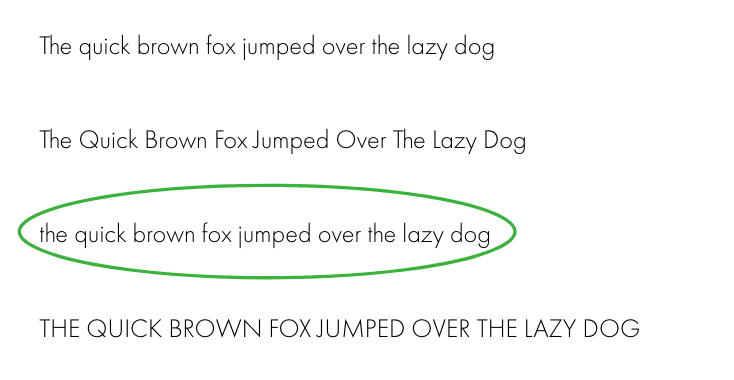 The quick brown fox jumped over the lazy dog
The Quick Brown Fox Jumped Over The Lazy Dog
the quick brown fox jumped over the lazy dog
THE QUICK BROWN FOX JUMPED OVER THE LAZY DOG